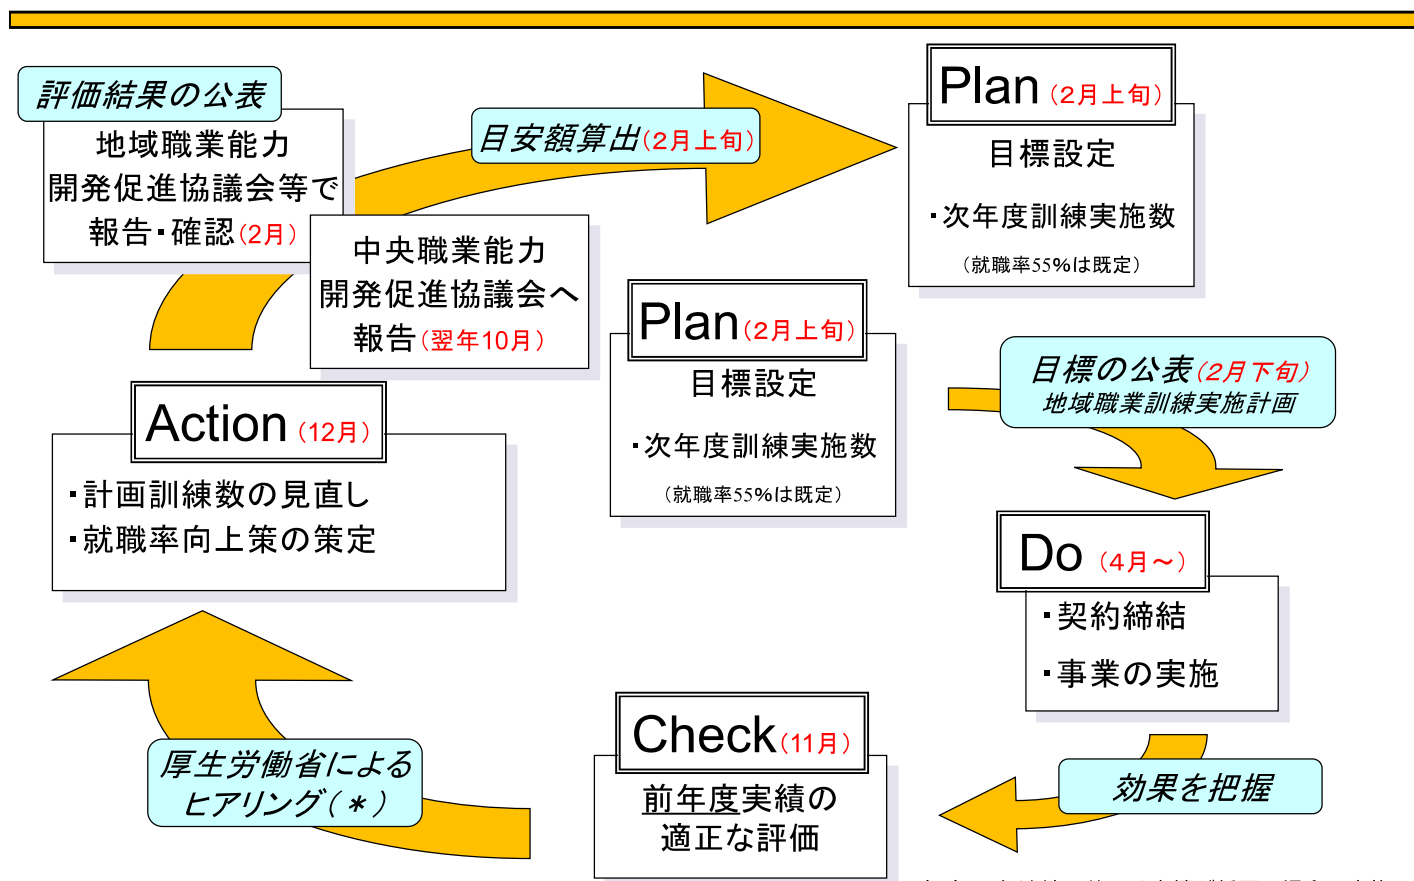 評価結果の公表
地域職業能力
開発促進協議会等で
報告・確認(2月)
中央職業能力
開発促進協議会へ
報告(翌年10月)
目安額算出(2月上旬)
Plan(2月上旬)
目標設定
・次年度訓練実施数
(就職率55%は既定)
Plan(2月上旬)
目標設定
・次年度訓練実施数
(就職率55%は既定)
目標の公表(2月下旬)
地域職業訓練実施計画
Do(4月～)
・契約締結
・事業の実施
効果を把握
Check(11月)
前年度実績の
適正な評価
厚生労働省による
ヒアリング(＊)
Action(12月)
・計画訓練数の見直し
・就職率向上策の策定